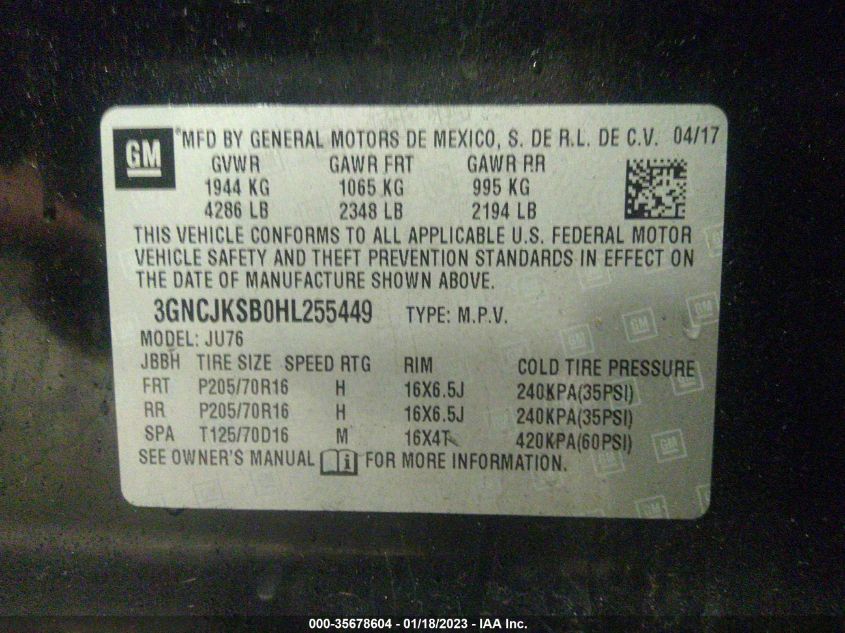 GM
MFD BY GENERAL MOTORS DE MEXICO, S. DE R.L. DE C.V. 04/17
GVWR GAWR FRT GAWR RR
1944 KG 1065 KG 995 KG
4286 LB 2348 LB 2194 LB
THIS VEHICLE CONFORMS TO ALL APPLICABLE U.S. FEDERAL MOTOR
VEHICLE SAFETY AND THEFT PREVENTION STANDARDS IN EFFECT ON
THE DATE OF MANUFACTURE SHOWN ABOVE.
3GNCJKSB0HL255449 TYPE: M.P.V.
MODEL: JU76
JBBH TIRE SIZE SPEED RTG RIM COLD TIRE PRESSURE
FRT P205/70R16 H 16X6.5J 240KPA(35PSI)
RR P205/70R16 H 16X6.5J 240KPA(35PSI)
SPA T125/70D16 M 16X4T 420KPA(60PSI)
SEE OWNER'S MANUAL FOR MORE INFORMATION.
000-35678604 - 01/18/2023 - IAA Inc.